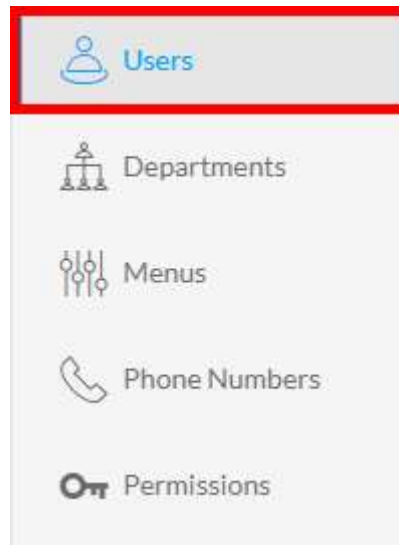 Users
Departments
Menus
Phone Numbers
Permissions